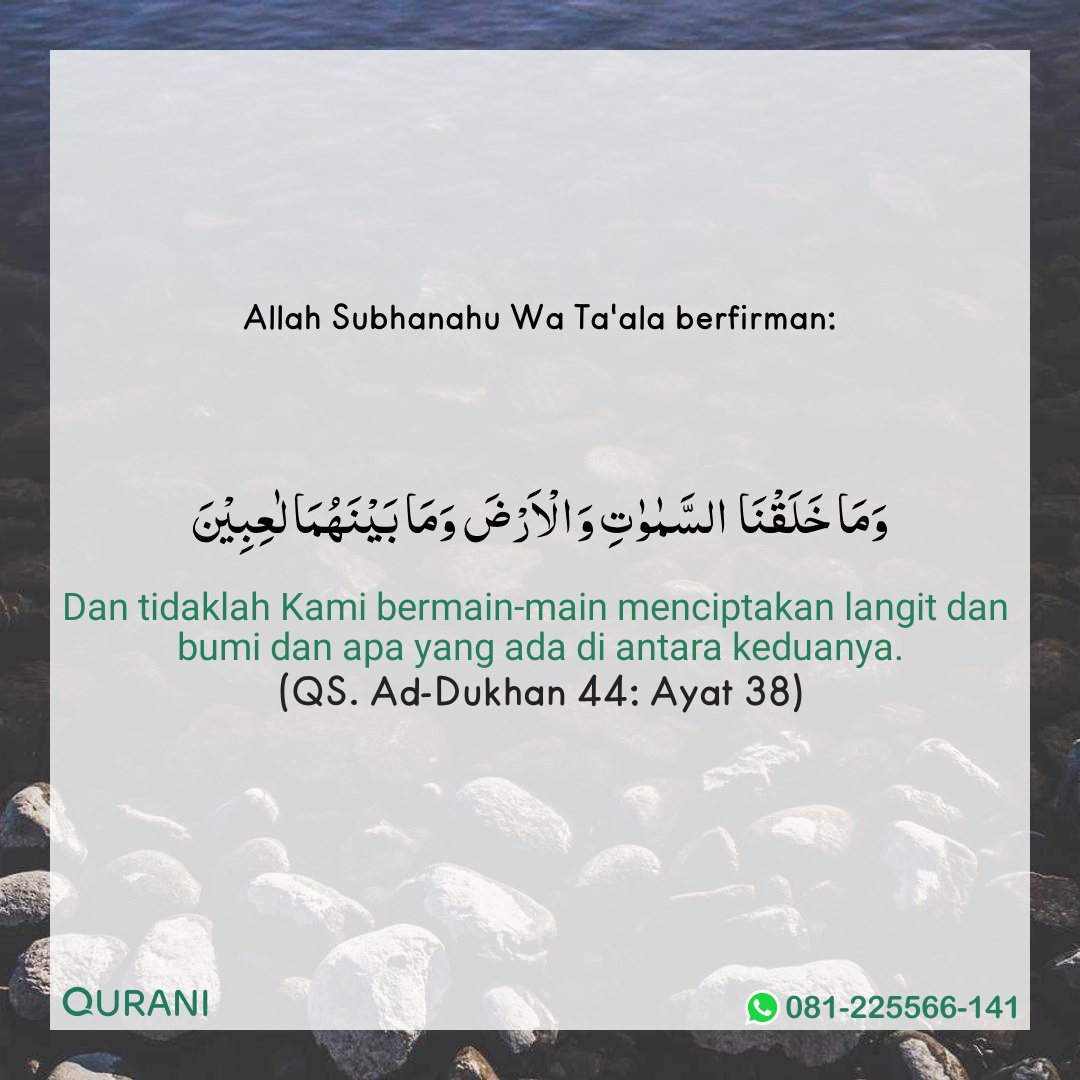 Allah Subhanahu Wa Ta'ala berfirman:
وَمَا خَلَقْنَا السَّمٰوٰتِ وَالْاَرْضَ وَمَا بَيْنَهُمَا لٰعِبِيْنَ
Dan tidaklah Kami bermain-main menciptakan langit dan
bumi dan apa yang ada di antara keduanya.
(QS. Ad-Dukhan 44: Ayat 38)
QURANI
081-225566-141